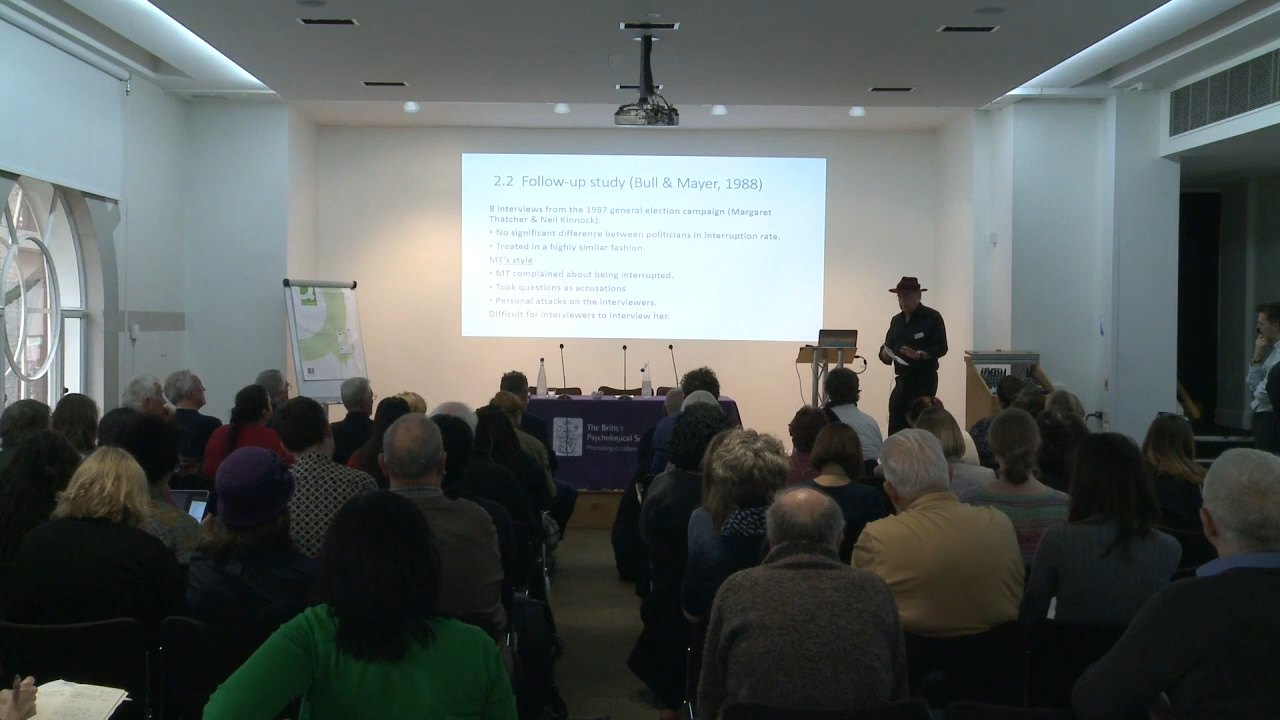 2.2 Follow-up study (Bull & Mayer, 1988)
8 interviews from the 1987 general election campaign (Margaret
Thatcher & Neil Kinnock):
• No significant difference between politicians in interruption rate.
• Treated in a highly similar fashion.
MT's style
• MT complained about being interrupted.
• Took questions as accusations
• Personal attacks on the interviewers.
Difficult for interviewers to interview her.
The British
Psychological So
Promoting excellen